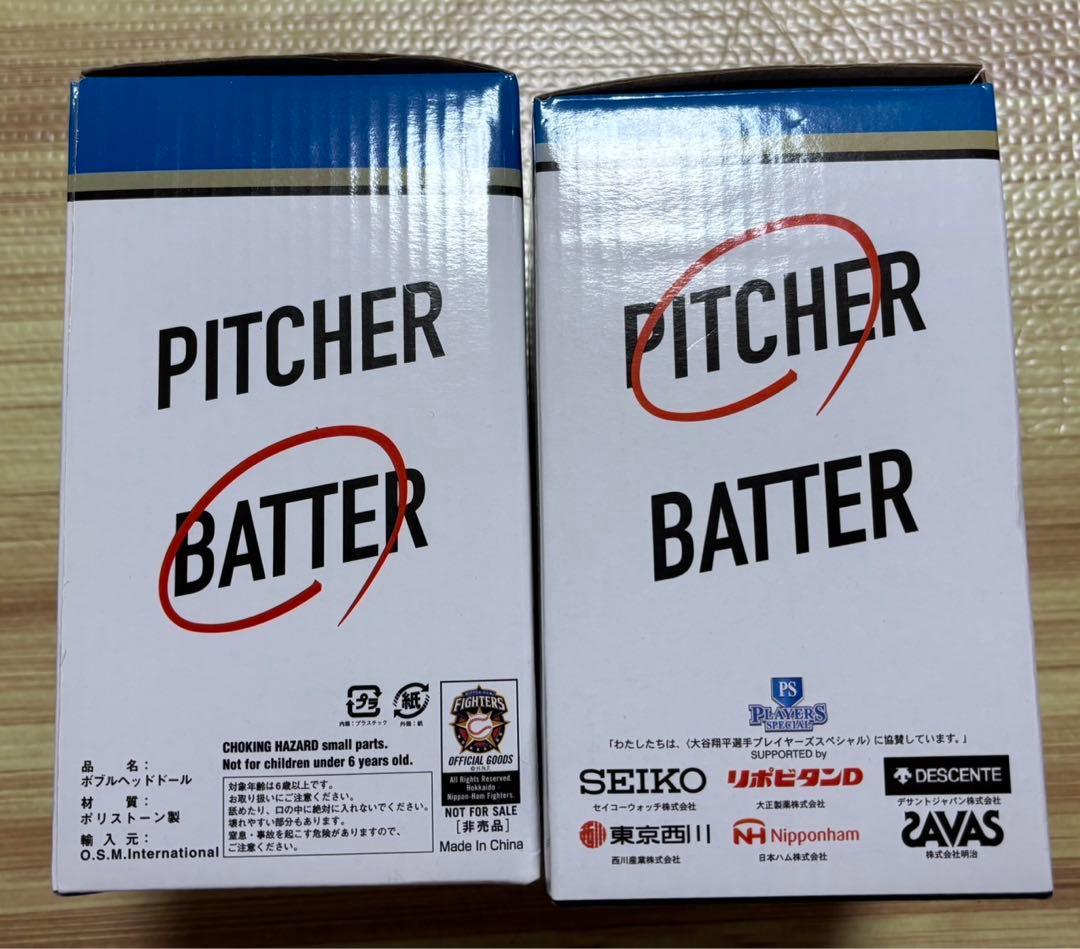 PITCHER
BATTER
プラ
紙
内箱：プラスチック
外箱：紙
CHOKING HAZARD small parts.
Not for children under 6 years old.
品 名：
ボブルヘッドドール
材 質：
ポリストーン製
輸 入 元：
O.S.M.International
対象年齢は6歳以上です。
お取り扱いにご注意ください。
舐めたり、口の中に絶対に入れないでください。
壊れやすい部分もあります。
窒息・事故を起こす危険がありますので、
ご注意ください。
NIPPON-HAM
FIGHTERS
OFFICIAL GOODS
© H.N.F.
All Rights Reserved.
Hokkaido
Nippon-Ham Fighters.
NOT FOR SALE
［非売品］
Made in China
PITCHER
BATTER
PS
PLAYERS
SPECIAL
「わたしたちは、〈大谷翔平選手プレイヤーズスペシャル〉に協賛しています。」
SUPPORTED by
SEIKO リポビタンD DESCENTE
セイコーウォッチ株式会社 大正製薬株式会社 デサントジャパン株式会社
東京西川 NH Nipponham SAVAS
西川産業株式会社 日本ハム株式会社 株式会社明治